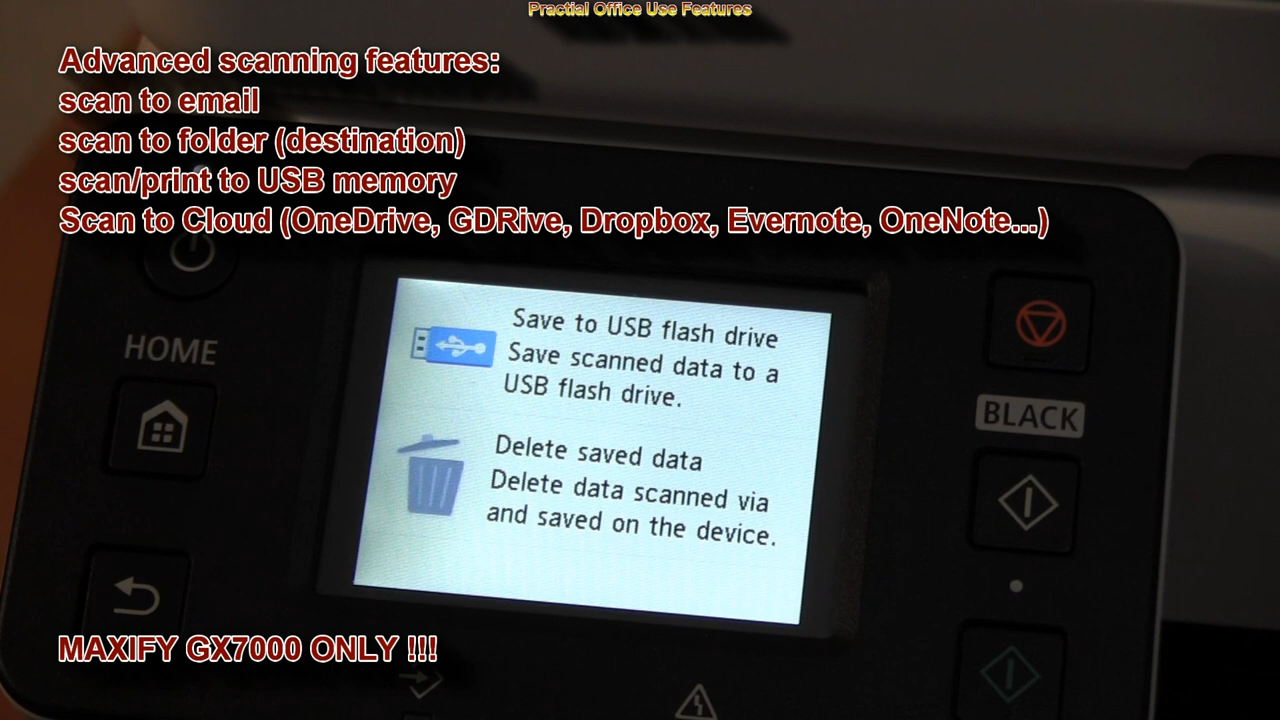 Practial Office Use Features
Advanced scanning features:
scan to email
scan to folder (destination)
scan/print to USB memory
Scan to Cloud (OneDrive, GDRive, Dropbox, Evernote, OneNote...)
HOME
Save to USB flash drive
Save scanned data to a
USB flash drive.
Delete saved data
Delete data scanned via
and saved on the device.
BLACK
MAXIFY GX7000 ONLY !!!